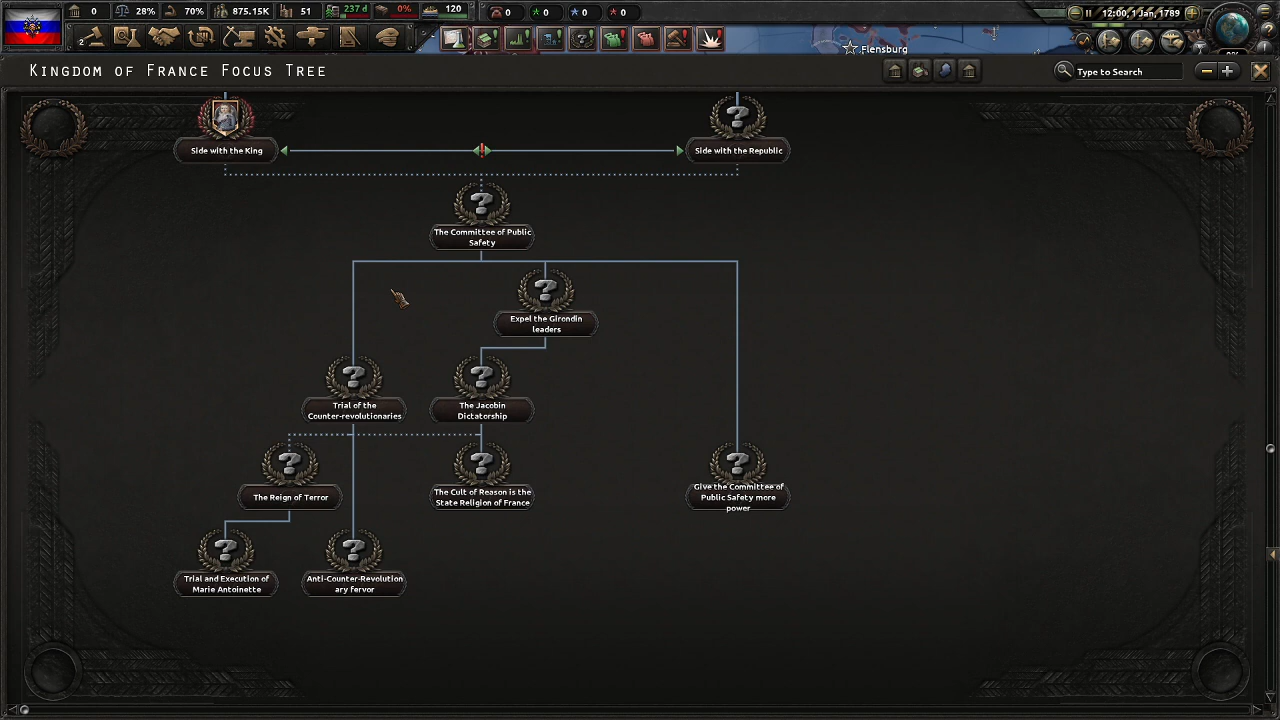 0
28%
70%
875.15K
51
237 d
0%
120
0
0
0
0
12:00, 1 Jan, 1789
2
Flensburg
0%
Kingdom of France Focus Tree
Type to Search
Side with the King
Side with the Republic
The Committee of Public
Safety
Expel the Girondin
leaders
Trial of the
Counter-revolutionaries
The Jacobin
Dictatorship
The Reign of Terror
The Cult of Reason is the
State Religion of France
Give the Committee of
Public Safety more
power
Trial and Execution of
Marie Antoinette
Anti-Counter-Revolution
ary fervor